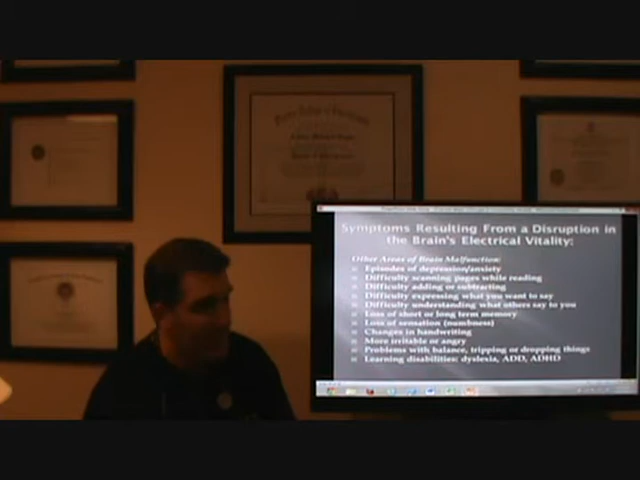 Symptoms Resulting From a Disruption in
the Brain's Electrical Vitality:
Other Areas of Brain Malfunction:
Episodes of depression/anxiety
Difficulty scanning pages while reading
Difficulty adding or subtracting
Difficulty expressing what you want to say
Difficulty understanding what others say to you
Loss of short or long term memory
Loss of sensation (numbness)
Changes in handwriting
More irritable or angry
Problems with balance, tripping or dropping things
Learning disabilities: dyslexia, ADD, ADHD